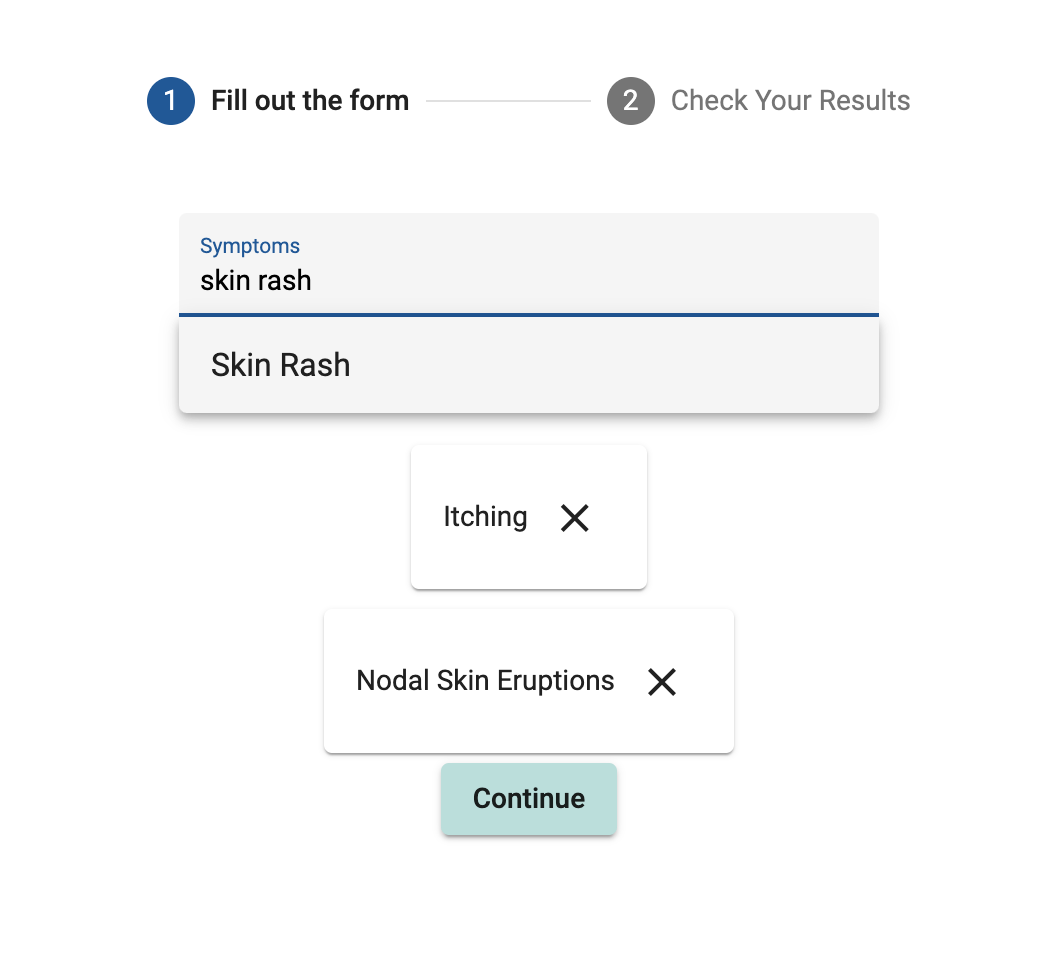 1 Fill out the form 2 Check Your Results
Symptoms
skin rash
Skin Rash
Itching
Nodal Skin Eruptions
Continue